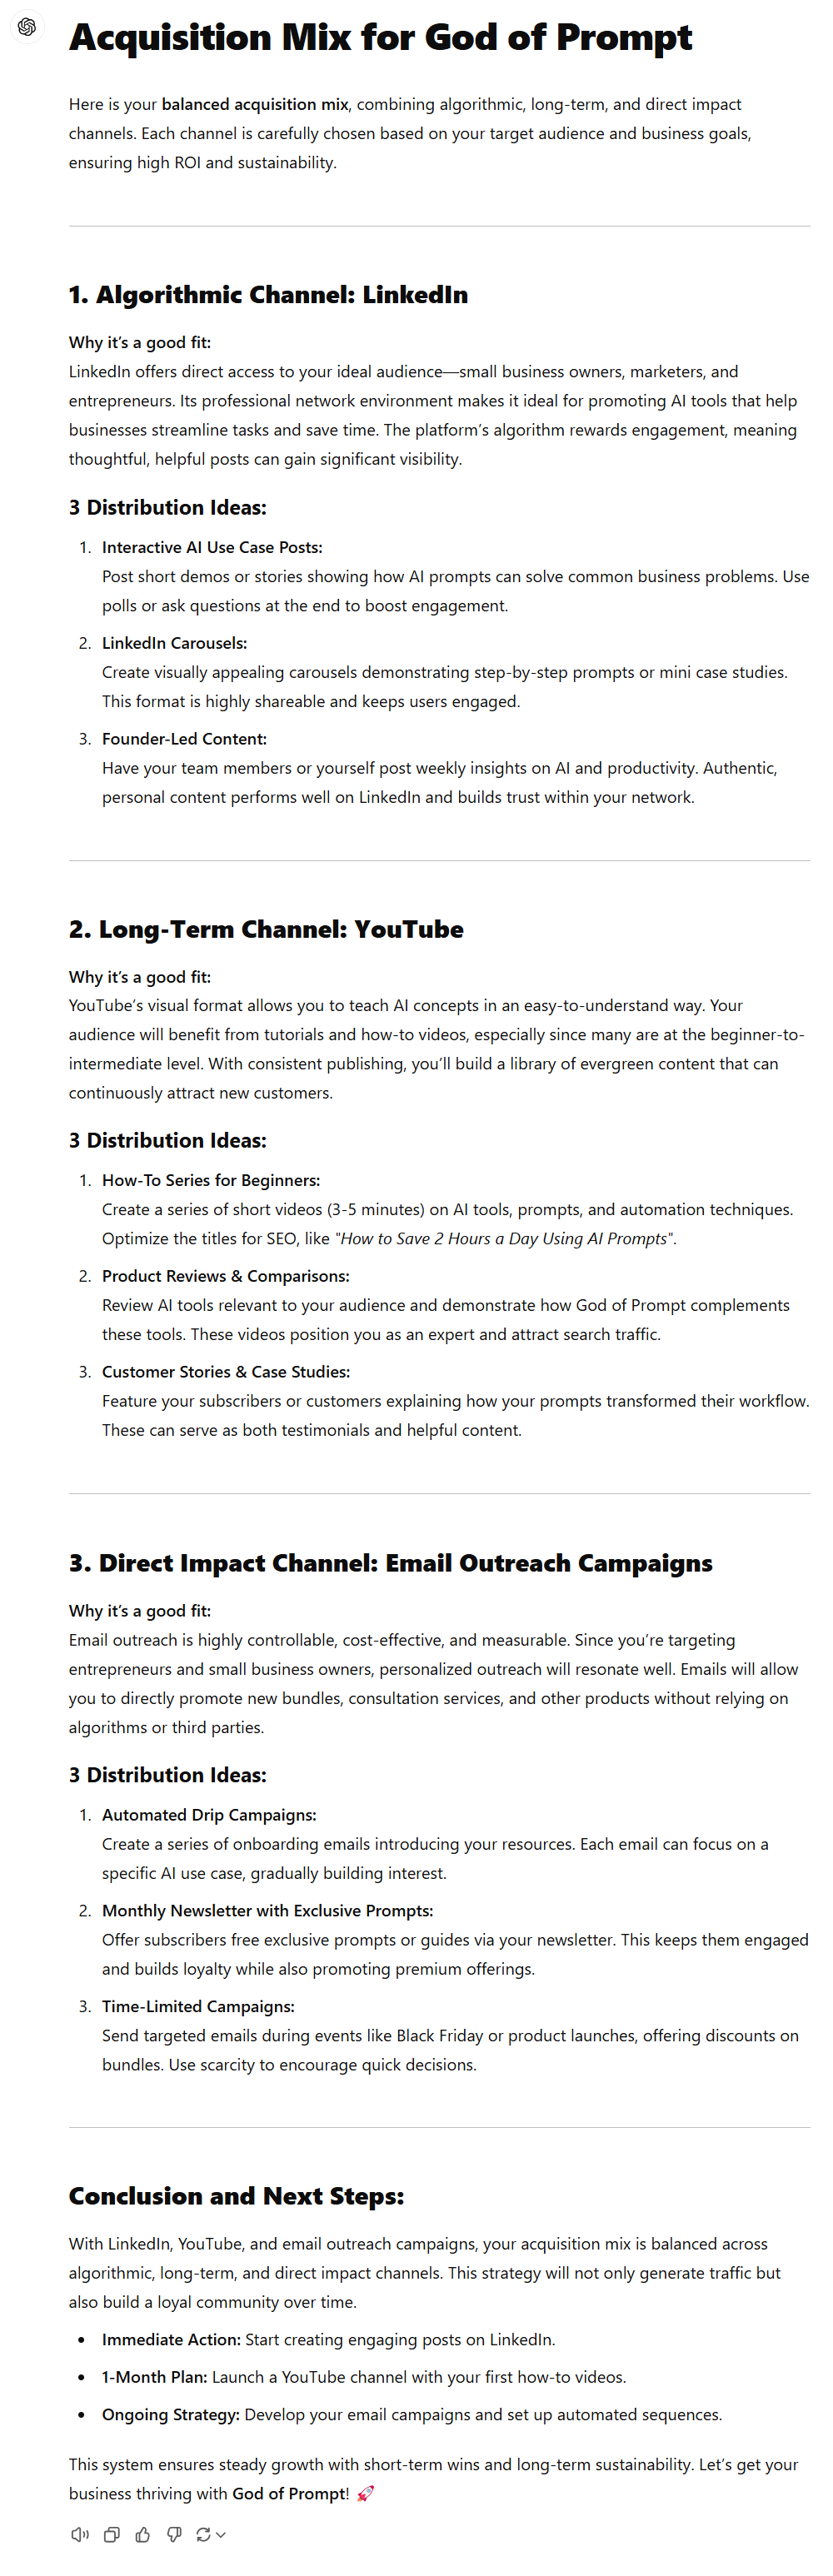 Acquisition Mix for God of Prompt
Here is your balanced acquisition mix, combining algorithmic, long-term, and direct impact
channels. Each channel is carefully chosen based on your target audience and business goals,
ensuring high ROI and sustainability.
1. Algorithmic Channel: LinkedIn
Why it's a good fit:
LinkedIn offers direct access to your ideal audience—small business owners, marketers, and
entrepreneurs. Its professional network environment makes it ideal for promoting AI tools that help
businesses streamline tasks and save time. The platform's algorithm rewards engagement, meaning
thoughtful, helpful posts can gain significant visibility.
3 Distribution Ideas:
1. Interactive AI Use Case Posts:
Post short demos or stories showing how AI prompts can solve common business problems. Use
polls or ask questions at the end to boost engagement.
2. LinkedIn Carousels:
Create visually appealing carousels demonstrating step-by-step prompts or mini case studies.
This format is highly shareable and keeps users engaged.
3. Founder-Led Content:
Have your team members or yourself post weekly insights on AI and productivity. Authentic,
personal content performs well on LinkedIn and builds trust within your network.
2. Long-Term Channel: YouTube
Why it's a good fit:
YouTube's visual format allows you to teach AI concepts in an easy-to-understand way. Your
audience will benefit from tutorials and how-to videos, especially since many are at the beginner-to-
intermediate level. With consistent publishing, you'll build a library of evergreen content that can
continuously attract new customers.
3 Distribution Ideas:
1. How-To Series for Beginners:
Create a series of short videos (3-5 minutes) on AI tools, prompts, and automation techniques.
Optimize the titles for SEO, like "How to Save 2 Hours a Day Using AI Prompts".
2. Product Reviews & Comparisons:
Review AI tools relevant to your audience and demonstrate how God of Prompt complements
these tools. These videos position you as an expert and attract search traffic.
3. Customer Stories & Case Studies:
Feature your subscribers or customers explaining how your prompts transformed their workflow.
These can serve as both testimonials and helpful content.
3. Direct Impact Channel: Email Outreach Campaigns
Why it's a good fit:
Email outreach is highly controllable, cost-effective, and measurable. Since you're targeting
entrepreneurs and small business owners, personalized outreach will resonate well. Emails will allow
you to directly promote new bundles, consultation services, and other products without relying on
algorithms or third parties.
3 Distribution Ideas:
1. Automated Drip Campaigns:
Create a series of onboarding emails introducing your resources. Each email can focus on a
specific AI use case, gradually building interest.
2. Monthly Newsletter with Exclusive Prompts:
Offer subscribers free exclusive prompts or guides via your newsletter. This keeps them engaged
and builds loyalty while also promoting premium offerings.
3. Time-Limited Campaigns:
Send targeted emails during events like Black Friday or product launches, offering discounts on
bundles. Use scarcity to encourage quick decisions.
Conclusion and Next Steps:
With LinkedIn, YouTube, and email outreach campaigns, your acquisition mix is balanced across
algorithmic, long-term, and direct impact channels. This strategy will not only generate traffic but
also build a loyal community over time.
• Immediate Action: Start creating engaging posts on LinkedIn.
• 1-Month Plan: Launch a YouTube channel with your first how-to videos.
• Ongoing Strategy: Develop your email campaigns and set up automated sequences.
This system ensures steady growth with short-term wins and long-term sustainability. Let's get your
business thriving with God of Prompt! 🚀